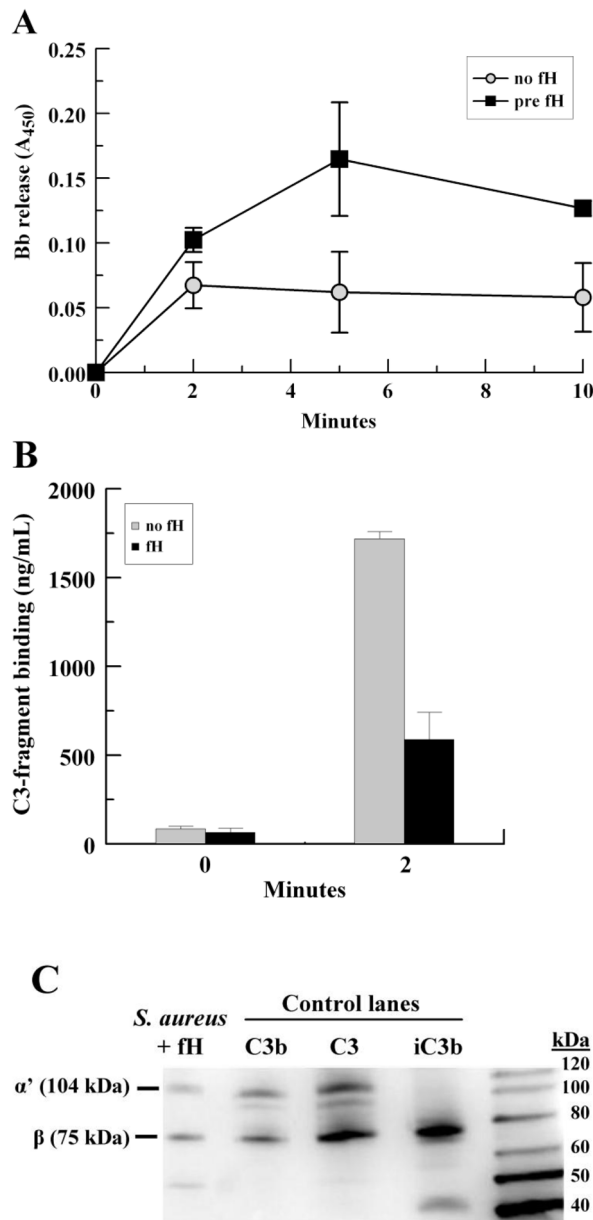 A
0.25
0.20
0.15
0.10
0.05
0.00
Bb release (A450)
no fH
pre fH
0 2 4 6 8 10
Minutes
B
2000
1500
1000
500
0
C3-fragment binding (ng/mL)
no fH
fH
0 2
Minutes
C
Control lanes
S. aureus
+ fH C3b C3 iC3b
kDa
α’ (104 kDa)
β (75 kDa)
120
100
80
60
50
40